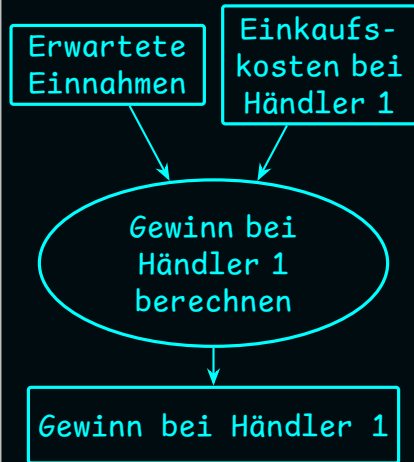 Erwartete
Einnahmen
Einkaufs-
kosten bei
Händler 1
Gewinn bei
Händler 1
berechnen
Gewinn bei Händler 1